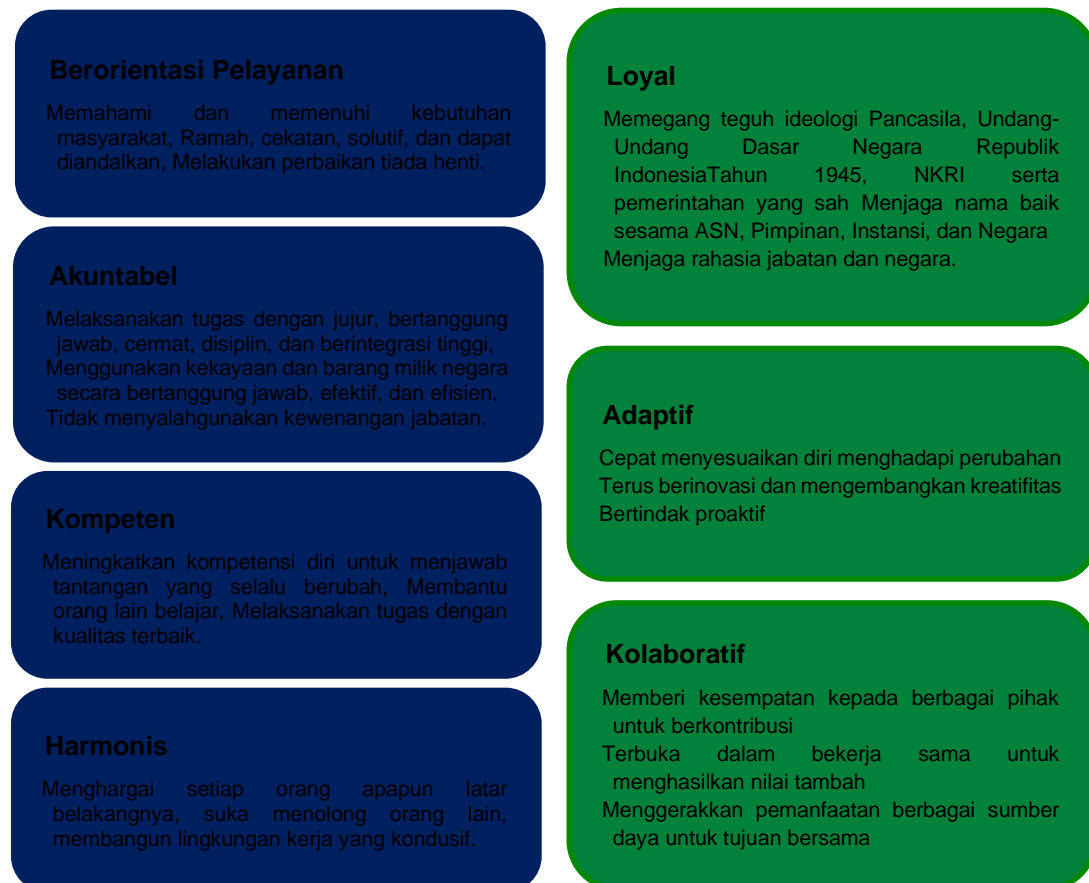 Berorientasi Pelayanan
Memahami dan memenuhi kebutuhan
masyarakat, Ramah, cekatan, solutif, dan dapat
diandalkan, Melakukan perbaikan tiada henti.
Akuntabel
Melaksanakan tugas dengan jujur, bertanggung
jawab, cermat, disiplin, dan berintegrasi tinggi,
Menggunakan kekayaan dan barang milik negara
secara bertanggung jawab, efektif, dan efisien,
Tidak menyalahgunakan kewenangan jabatan.
Kompeten
Meningkatkan kompetensi diri untuk menjawab
tantangan yang selalu berubah, Membantu
orang lain belajar, Melaksanakan tugas dengan
kualitas terbaik.
Harmonis
Menghargai setiap orang apapun latar
belakangnya, suka menolong orang lain,
membangun lingkungan kerja yang kondusif.
Loyal
Memegang teguh ideologi Pancasila, Undang-
Undang Dasar Negara Republik
IndonesiaTahun 1945, NKRI serta
pemerintahan yang sah Menjaga nama baik
sesama ASN, Pimpinan, Instansi, dan Negara
Menjaga rahasia jabatan dan negara.
Adaptif
Cepat menyesuaikan diri menghadapi perubahan
Terus berinovasi dan mengembangkan kreatifitas
Bertindak proaktif
Kolaboratif
Memberi kesempatan kepada berbagai pihak
untuk berkontribusi
Terbuka dalam bekerja sama untuk
menghasilkan nilai tambah
Menggerakkan pemanfaatan berbagai sumber
daya untuk tujuan bersama